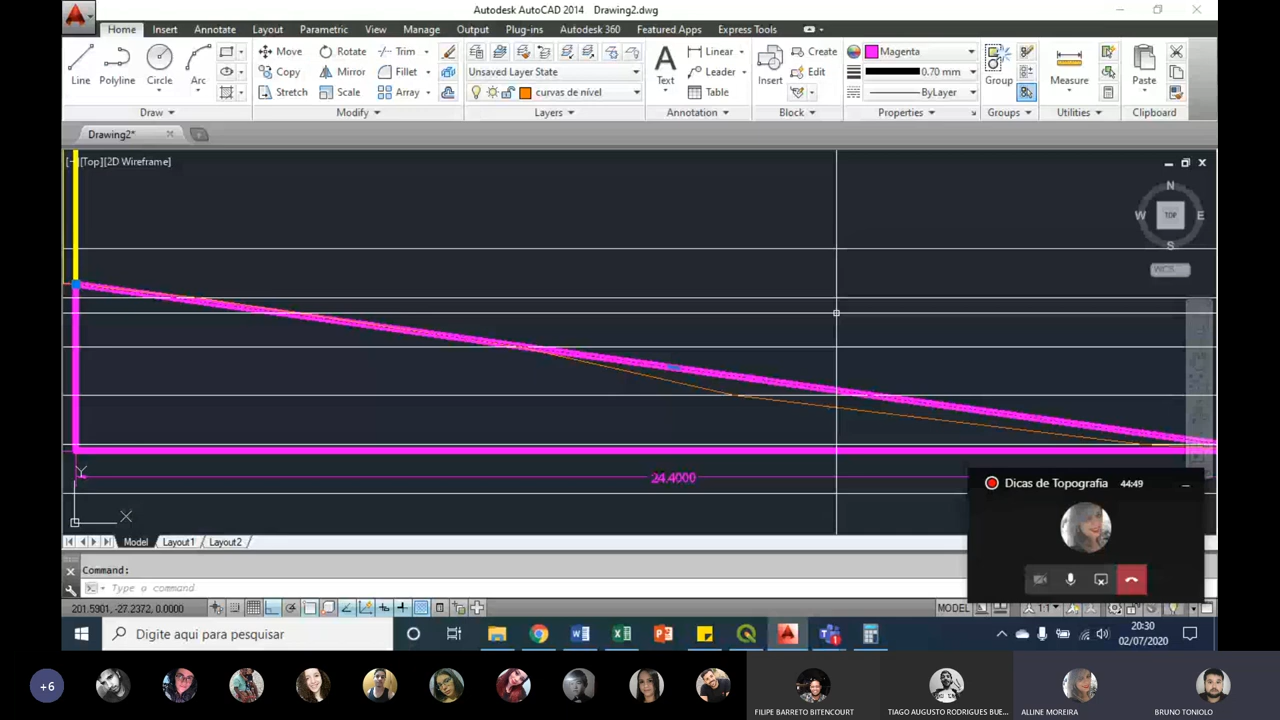 Autodesk AutoCAD 2014 Drawing2.dwg
Home Insert Annotate Layout Parametric View Manage Output Plug-ins Autodesk 360 Featured Apps Express Tools
Line Polyline Circle Arc
Move Rotate Trim
Copy Mirror Fillet
Stretch Scale Array
Unsaved Layer State
curvas de nível
Text
Linear
Leader
Table
Insert
Create
Edit
Magenta
0.70 mm
ByLayer
Group
Measure
Paste
Draw Modify Layers Annotation Block Properties Groups Utilities Clipboard
Drawing2*
[−][Top][2D Wireframe]
N
W TOP E
S
WCS
Y
24.4000
X
Dicas de Topografia 44:49
Model Layout1 Layout2
Command:
Type a command
201.5901, -27.2372, 0.0000
MODEL 1:1
Digite aqui para pesquisar
20:30
02/07/2020
+6
FILIPE BARRETO BITENCOURT
TIAGO AUGUSTO RODRIGUES BUE...
ALLINE MOREIRA
BRUNO TONIOLO